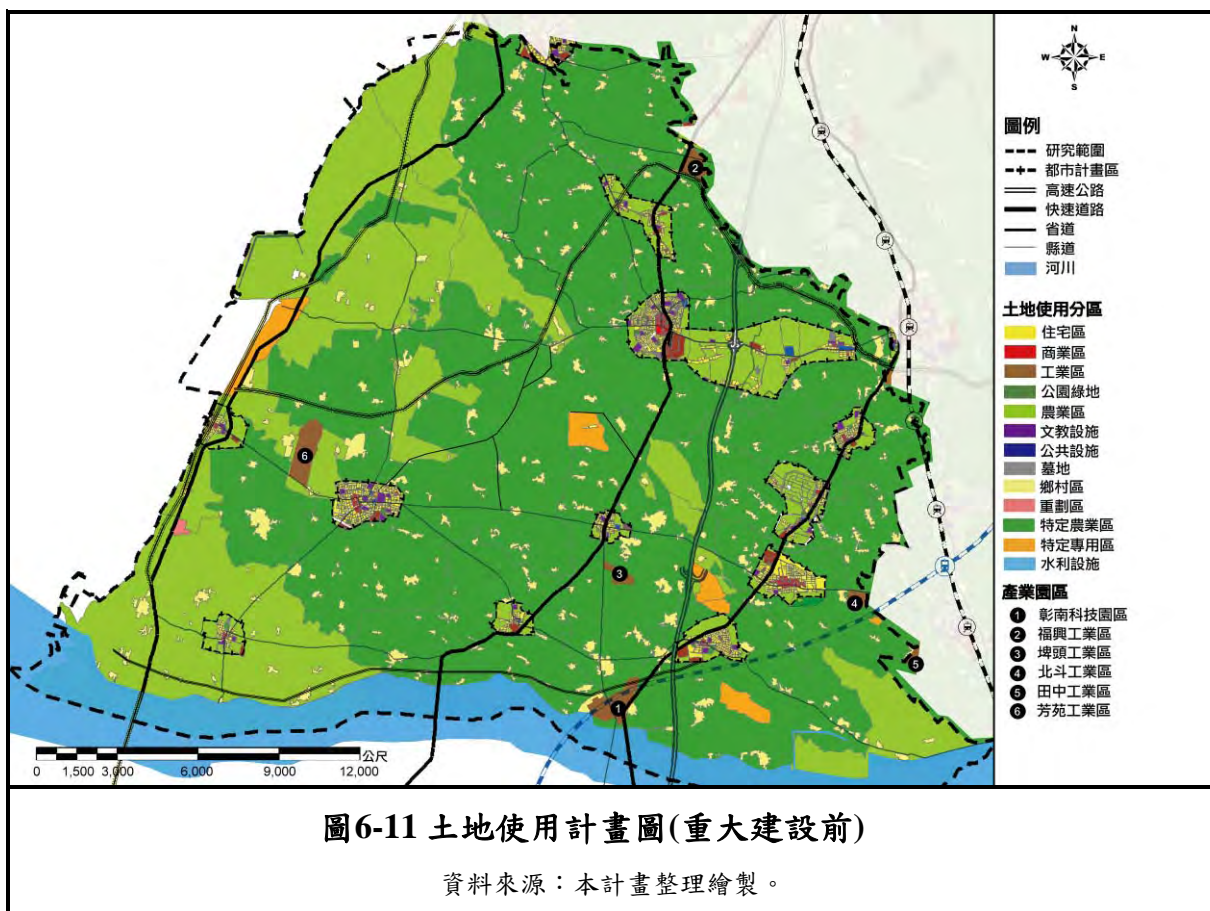 N
W E
S
圖例
研究範圍
都市計畫區
高速公路
快速道路
省道
縣道
河川
土地使用分區
住宅區
商業區
工業區
公園綠地
農業區
文教設施
公共設施
墓地
鄉村區
重劃區
特定農業區
特定專用區
水利設施
產業園區
1 彰南科技園區
2 福興工業區
3 埤頭工業區
4 北斗工業區
5 田中工業區
6 芳苑工業區
2
6
3
4
5
1
公尺
0 1,500 3,000 6,000 9,000 12,000
圖6-11 土地使用計畫圖(重大建設前)
資料來源：本計畫整理繪製。